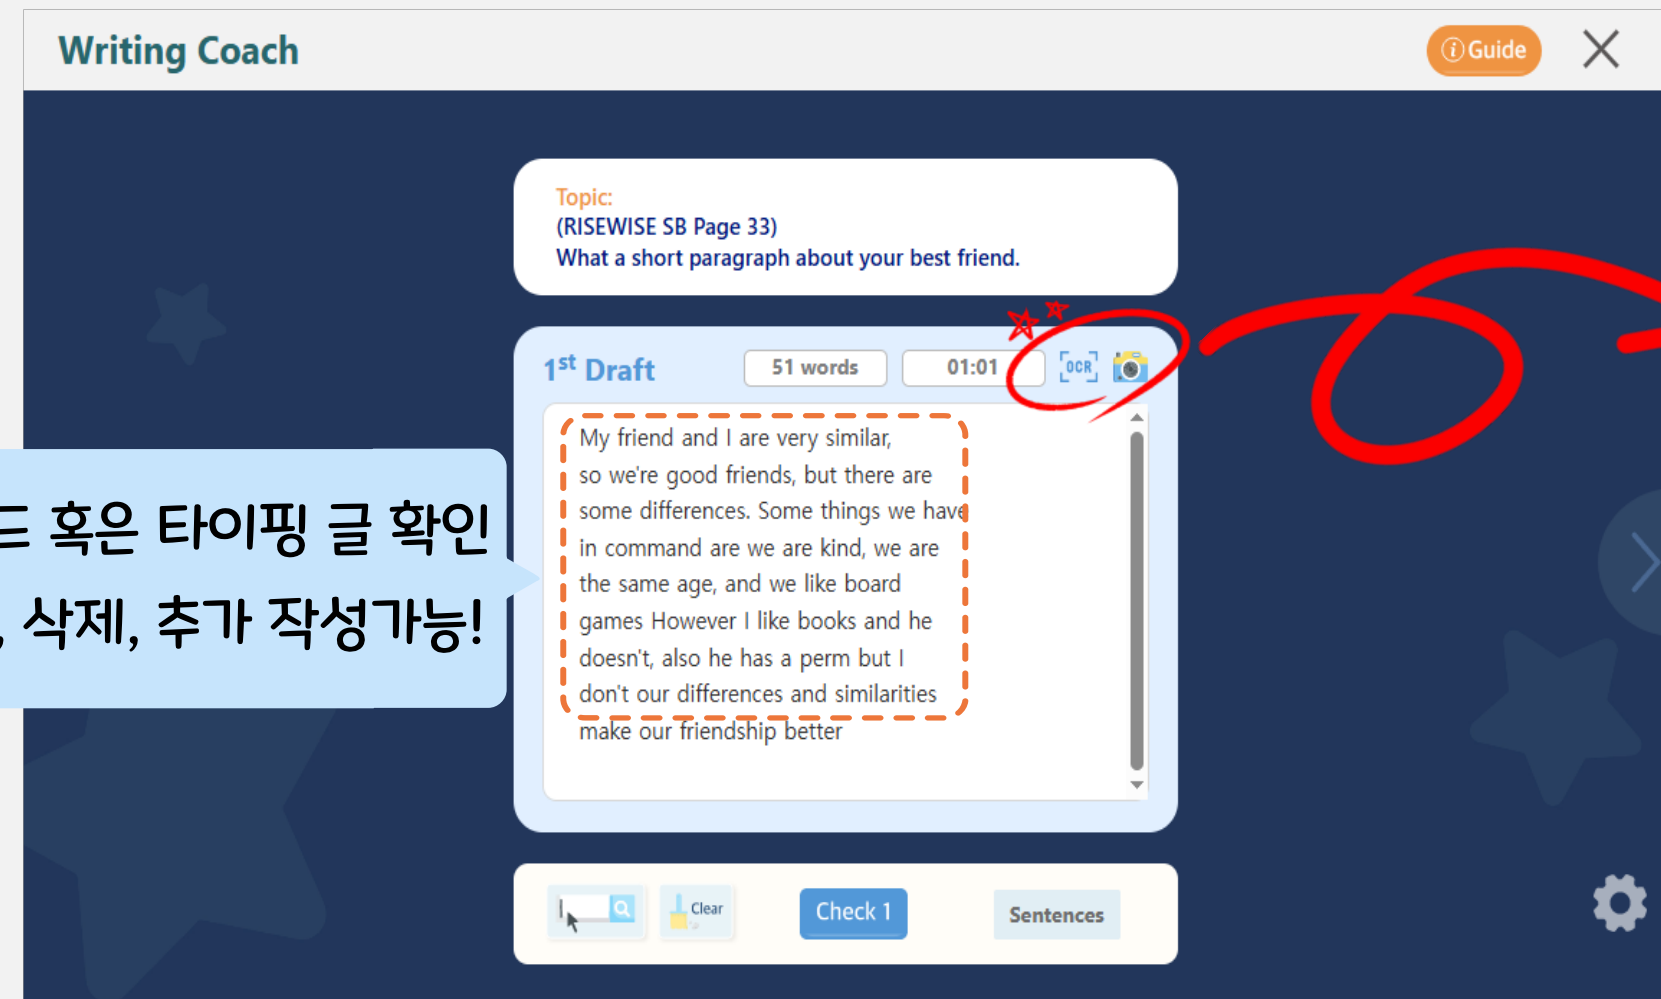 Writing Coach
Guide
Topic:
(RISEWISE SB Page 33)
What a short paragraph about your best friend.
1st Draft
51 words
01:01
OCR
My friend and I are very similar,
so we're good friends, but there are
some differences. Some things we have
in command are we are kind, we are
the same age, and we like board
games However I like books and he
doesn't, also he has a perm but I
don't our differences and similarities
make our friendship better
혹은 타이핑 글 확인
, 삭제, 추가 작성가능!
Clear
Check 1
Sentences